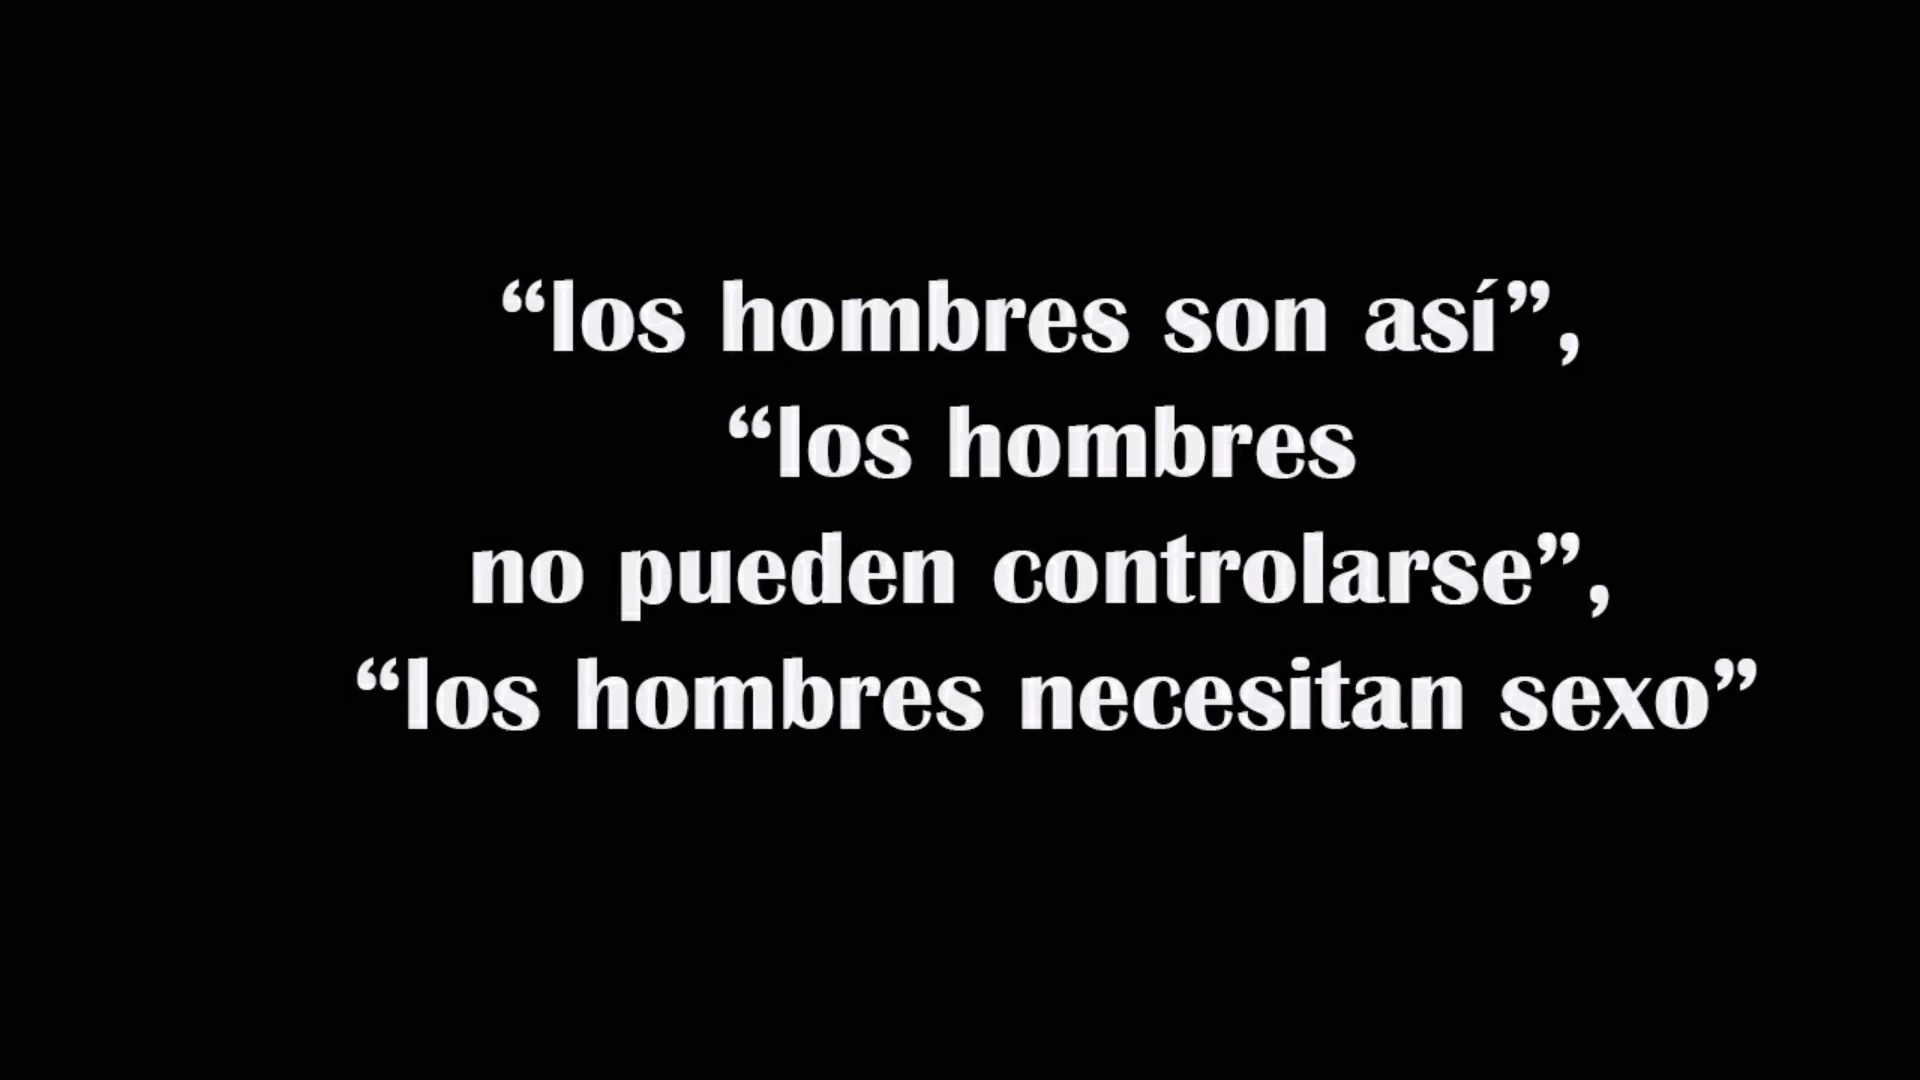 “los hombres son así”,
“los hombres
no pueden controlarse”,
“los hombres necesitan sexo”